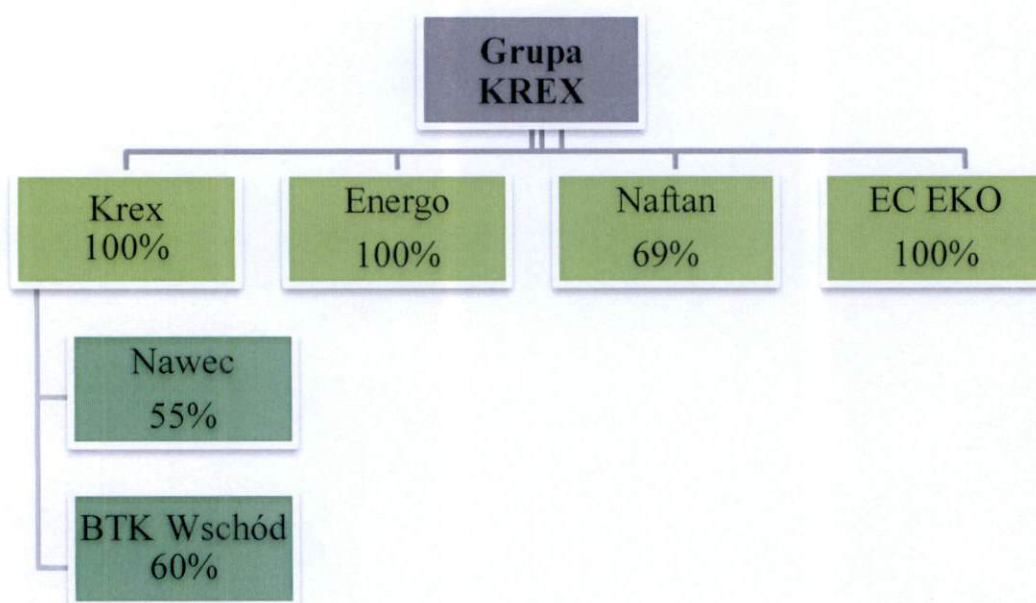 Grupa
KREX
Krex
100%
Energo
100%
Naftan
69%
EC EKO
100%
Nawec
55%
BTK Wschód
60%